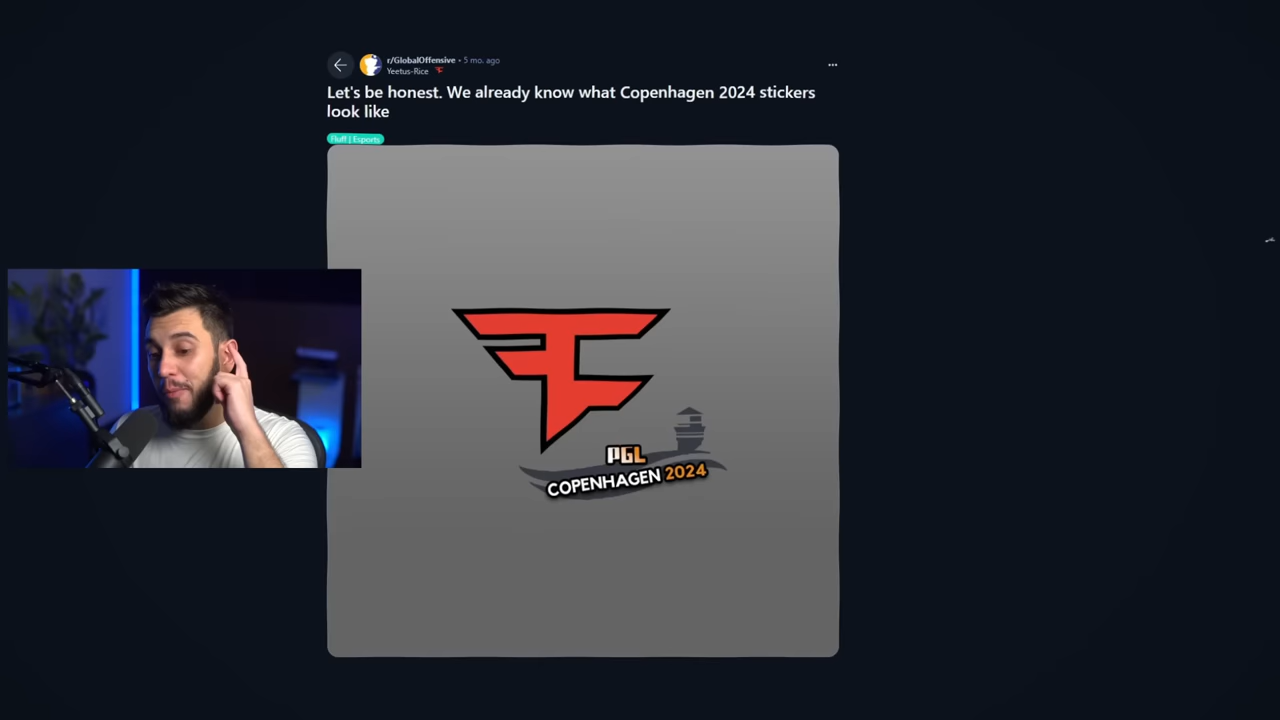 r/GlobalOffensive • 5 mo. ago
Yeetus-Rice
Let's be honest. We already know what Copenhagen 2024 stickers
look like
Fluff | Esports
PGL
COPENHAGEN 2024